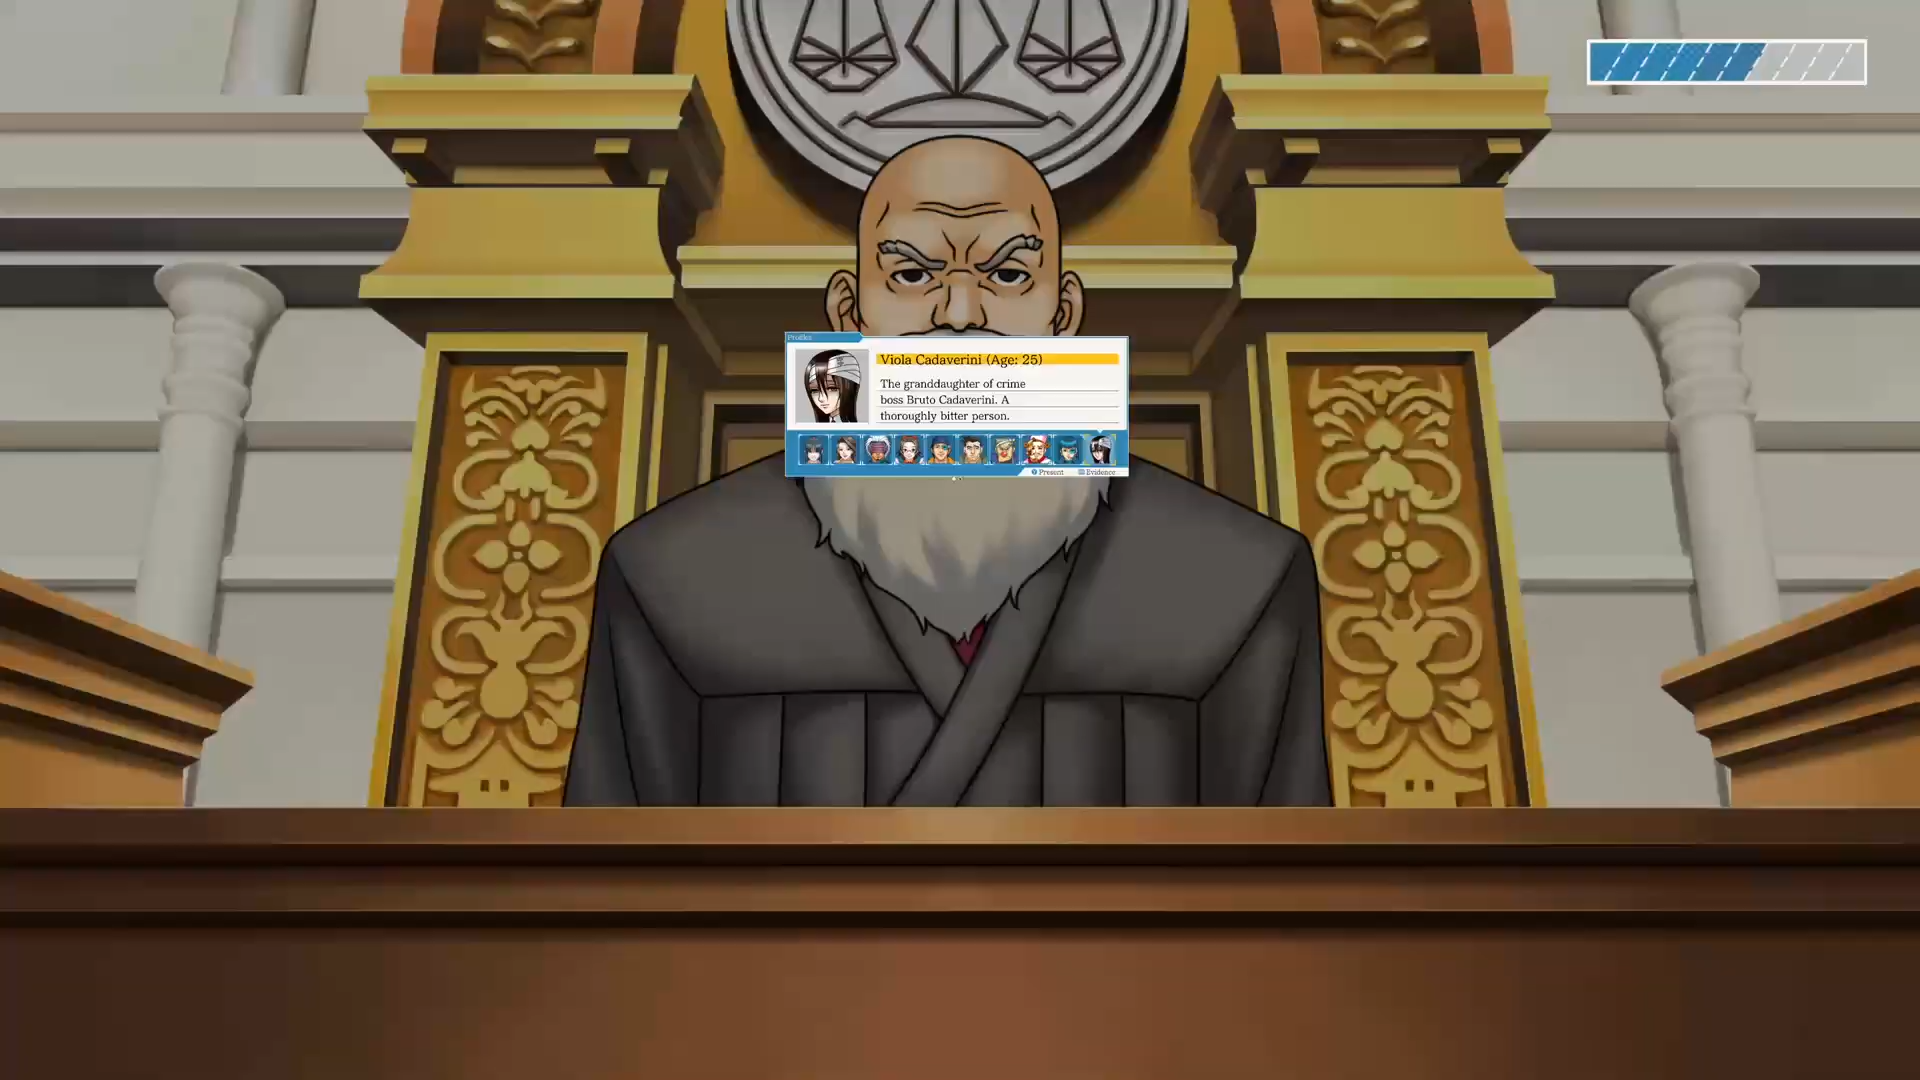 Profiles
Viola Cadaverini (Age: 25)
The granddaughter of crime
boss Bruto Cadaverini. A
thoroughly bitter person.
Present Evidence